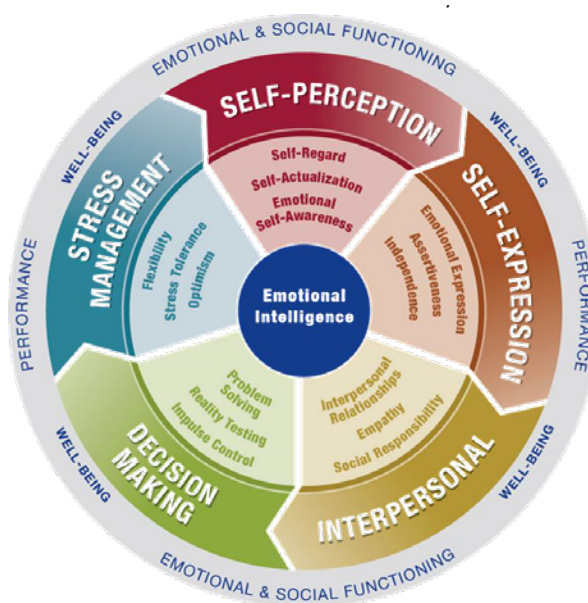 EMOTIONAL & SOCIAL FUNCTIONING
WELL-BEING
WELL-BEING
SELF-PERCEPTION
Self-Regard
Self-Actualization
Emotional
Self-Awareness
SELF-EXPRESSION
Emotional Expression
Assertiveness
Independence
PERFORMANCE
PERFORMANCE
STRESS
MANAGEMENT
Flexibility
Stress Tolerance
Optimism
Emotional
Intelligence
Problem
Solving
Reality Testing
Impulse Control
DECISION
MAKING
Interpersonal
Relationships
Empathy
Social Responsibility
INTERPERSONAL
WELL-BEING
WELL-BEING
EMOTIONAL & SOCIAL FUNCTIONING